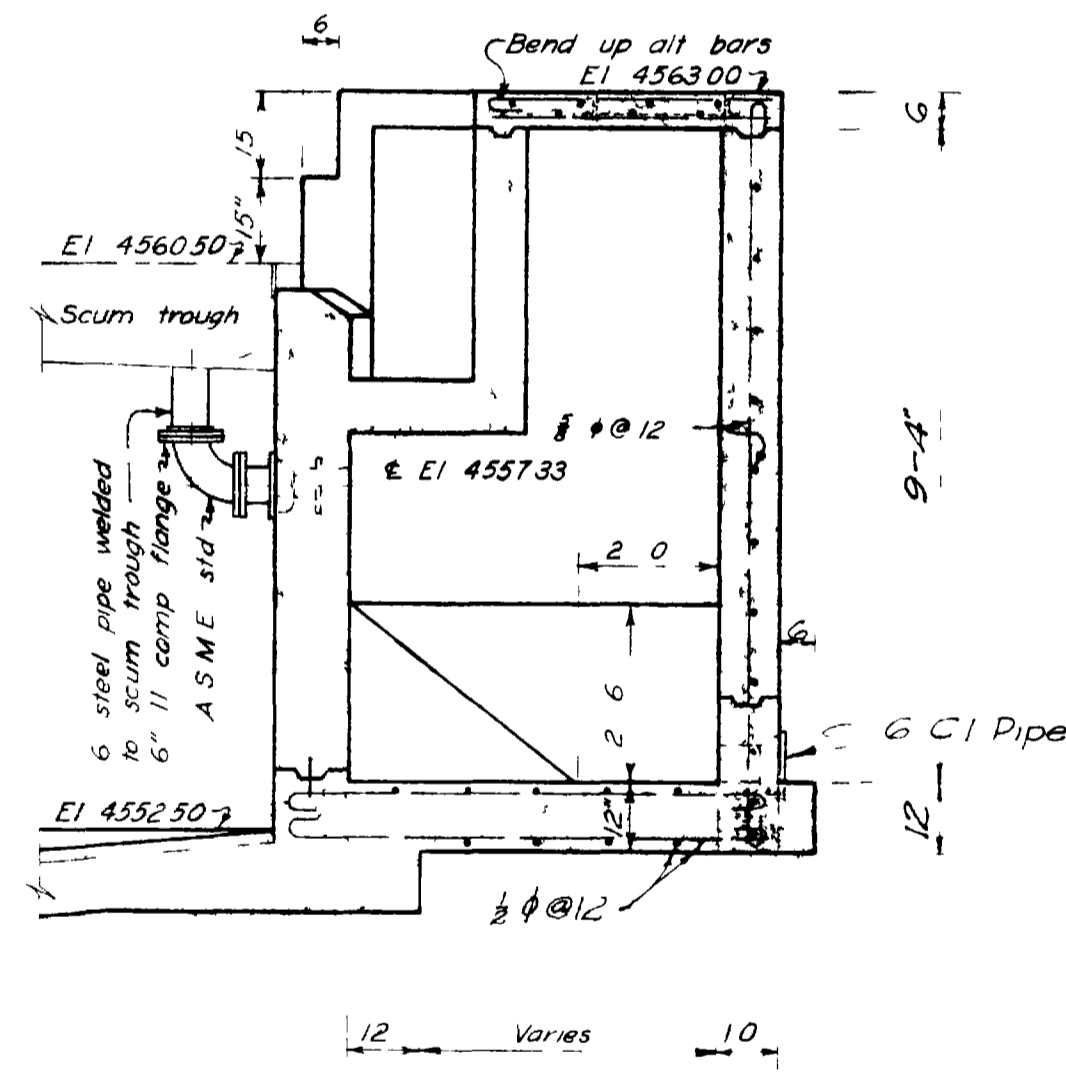 6
Bend up alt bars
El 456300
6
15
15"
El 456050
Scum trough
⅝ ϕ @ 12
℄ El 455733
9-4"
2 0
6 steel pipe welded
to scum trough
6" 11 comp flange
ASME std
2 6
6
6 CI Pipe
El 455250
12"
12
½ ϕ @12
12
Varies
10